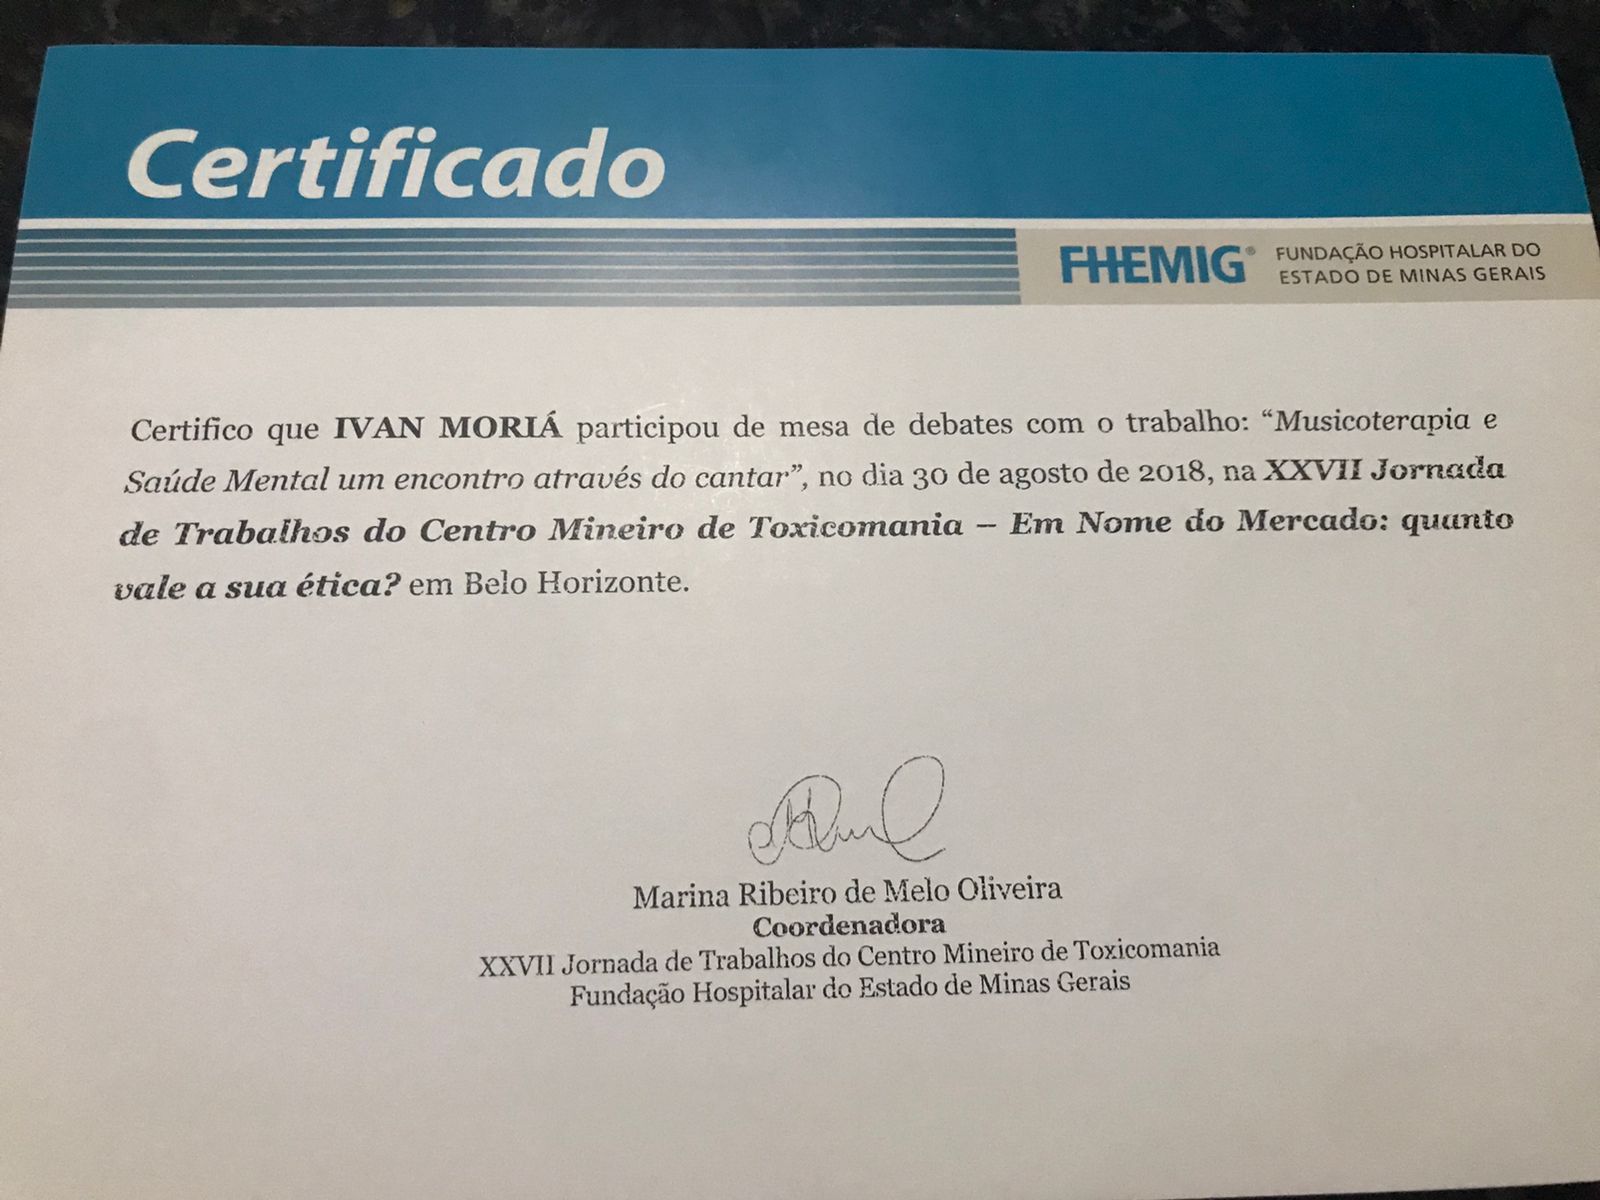 Certificado
FHEMIG®
FUNDAÇÃO HOSPITALAR DO
ESTADO DE MINAS GERAIS
Certifico que IVAN MORIÁ participou de mesa de debates com o trabalho: “Musicoterapia e
Saúde Mental um encontro através do cantar”, no dia 30 de agosto de 2018, na XXVII Jornada
de Trabalhos do Centro Mineiro de Toxicomania – Em Nome do Mercado: quanto
vale a sua ética? em Belo Horizonte.
Marina Ribeiro de Melo Oliveira
Coordenadora
XXVII Jornada de Trabalhos do Centro Mineiro de Toxicomania
Fundação Hospitalar do Estado de Minas Gerais